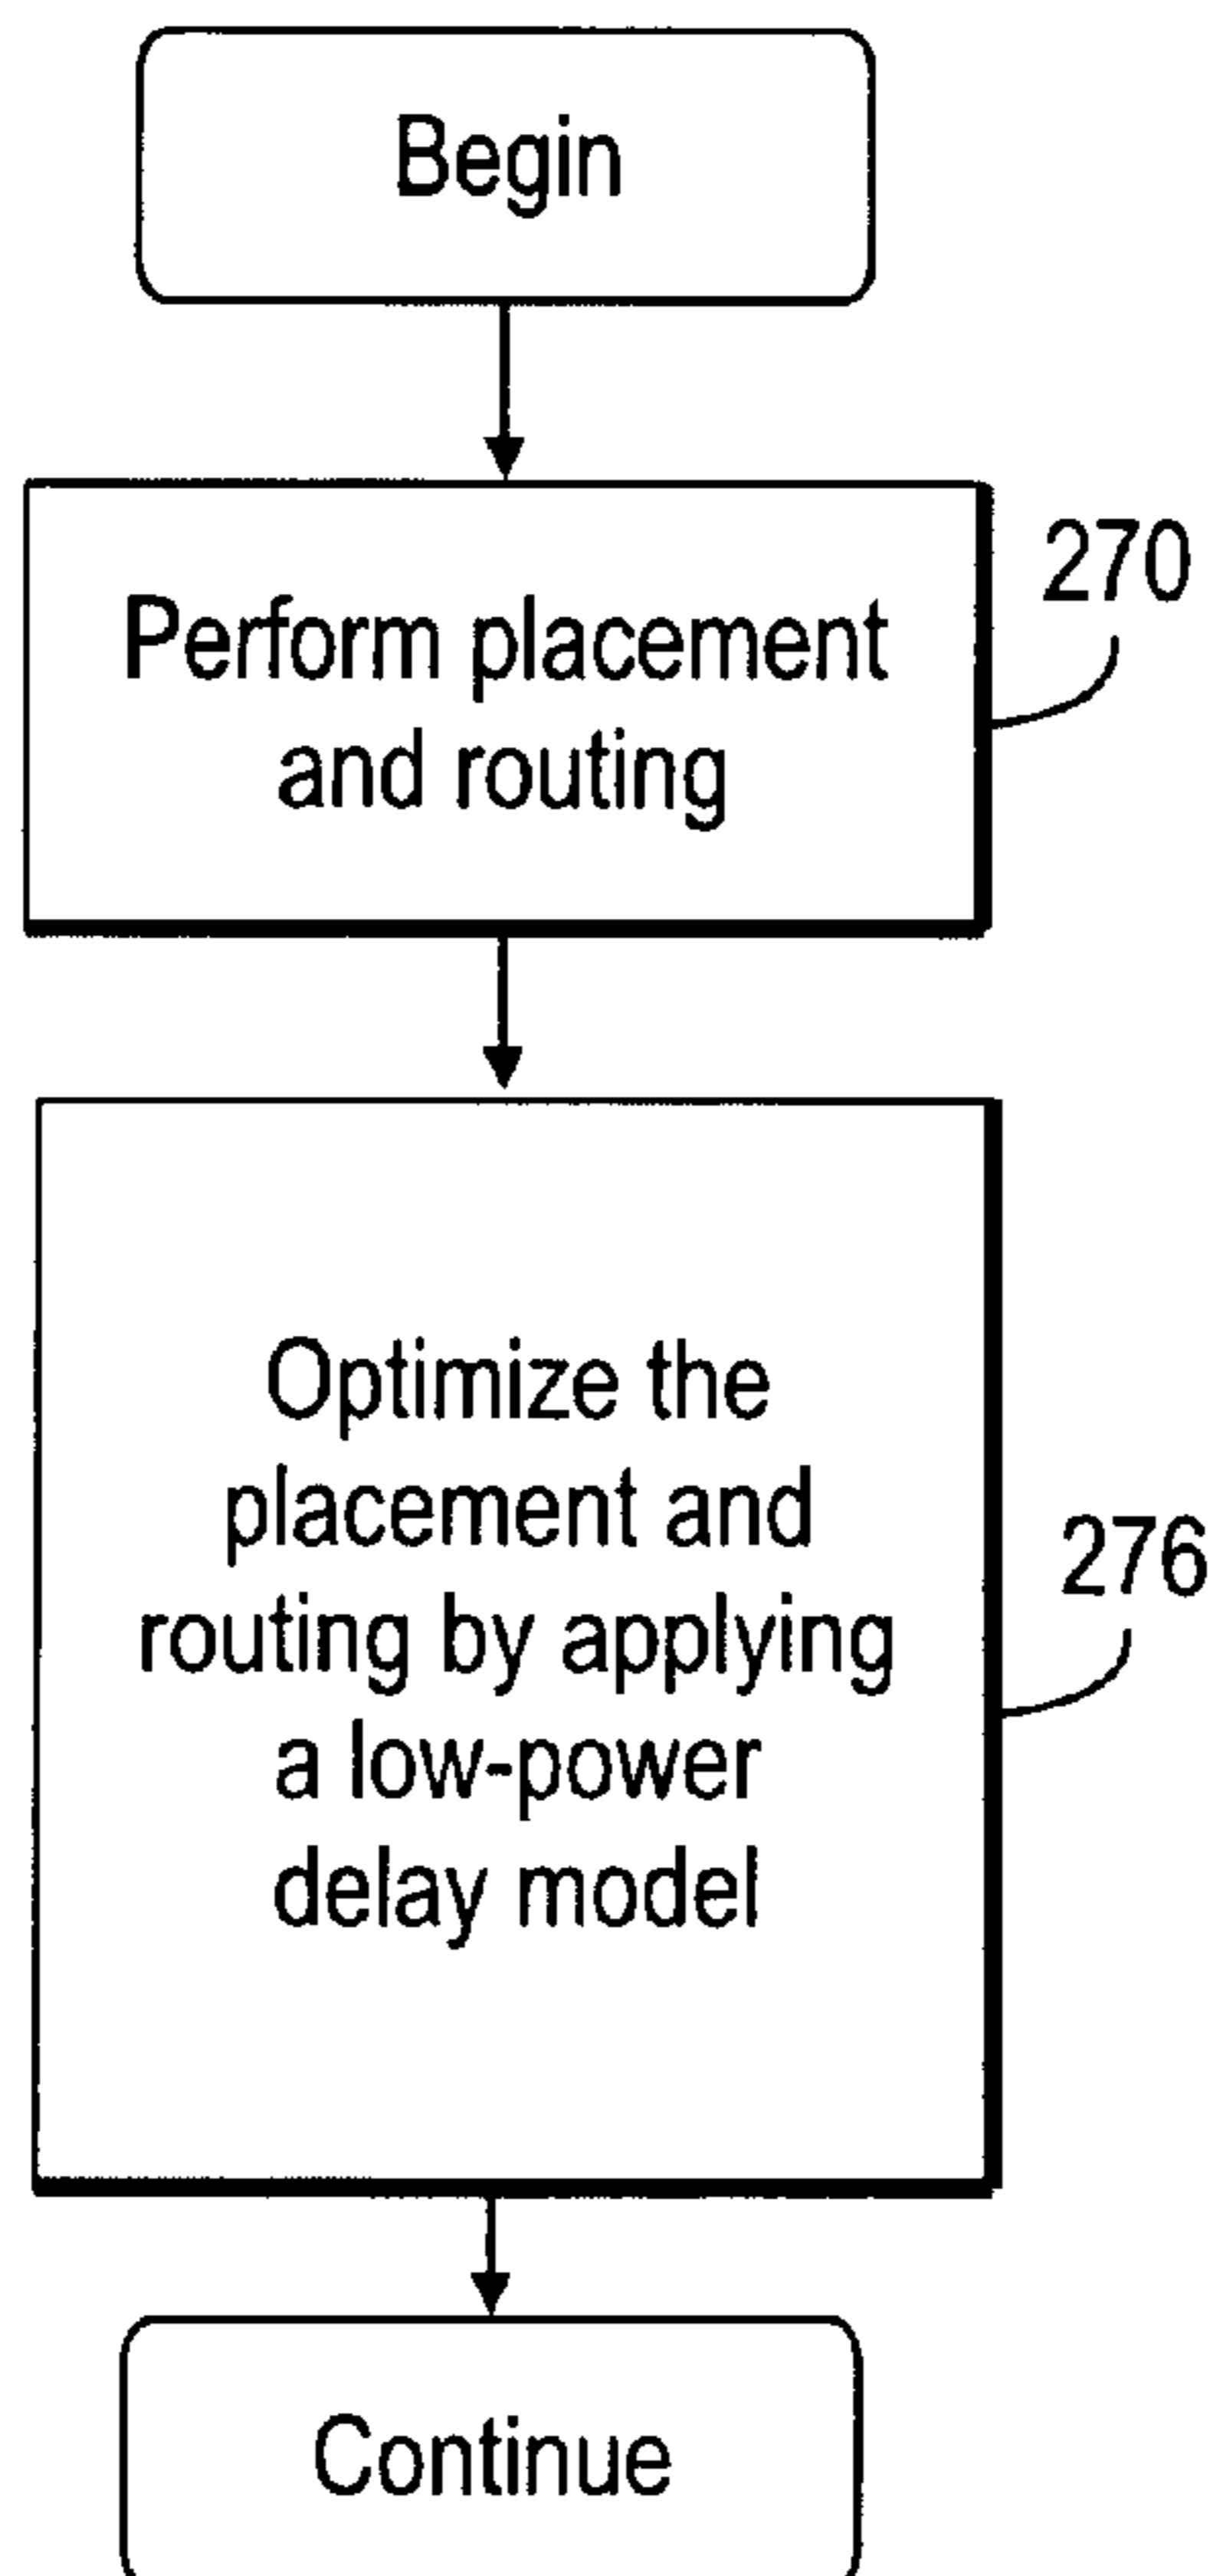 Begin
Perform placement
and routing
270
Optimize the
placement and
routing by applying
a low-power
delay model
276
Continue